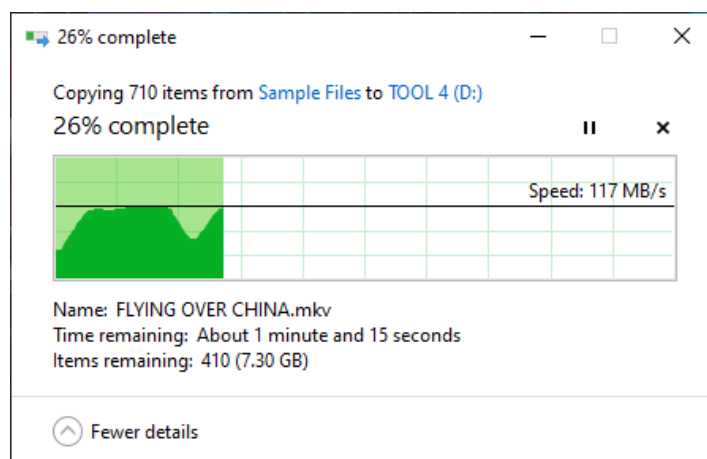 26% complete
Copying 710 items from Sample Files to TOOL 4 (D:)
26% complete
Speed: 117 MB/s
Name: FLYING OVER CHINA.mkv
Time remaining: About 1 minute and 15 seconds
Items remaining: 410 (7.30 GB)
Fewer details